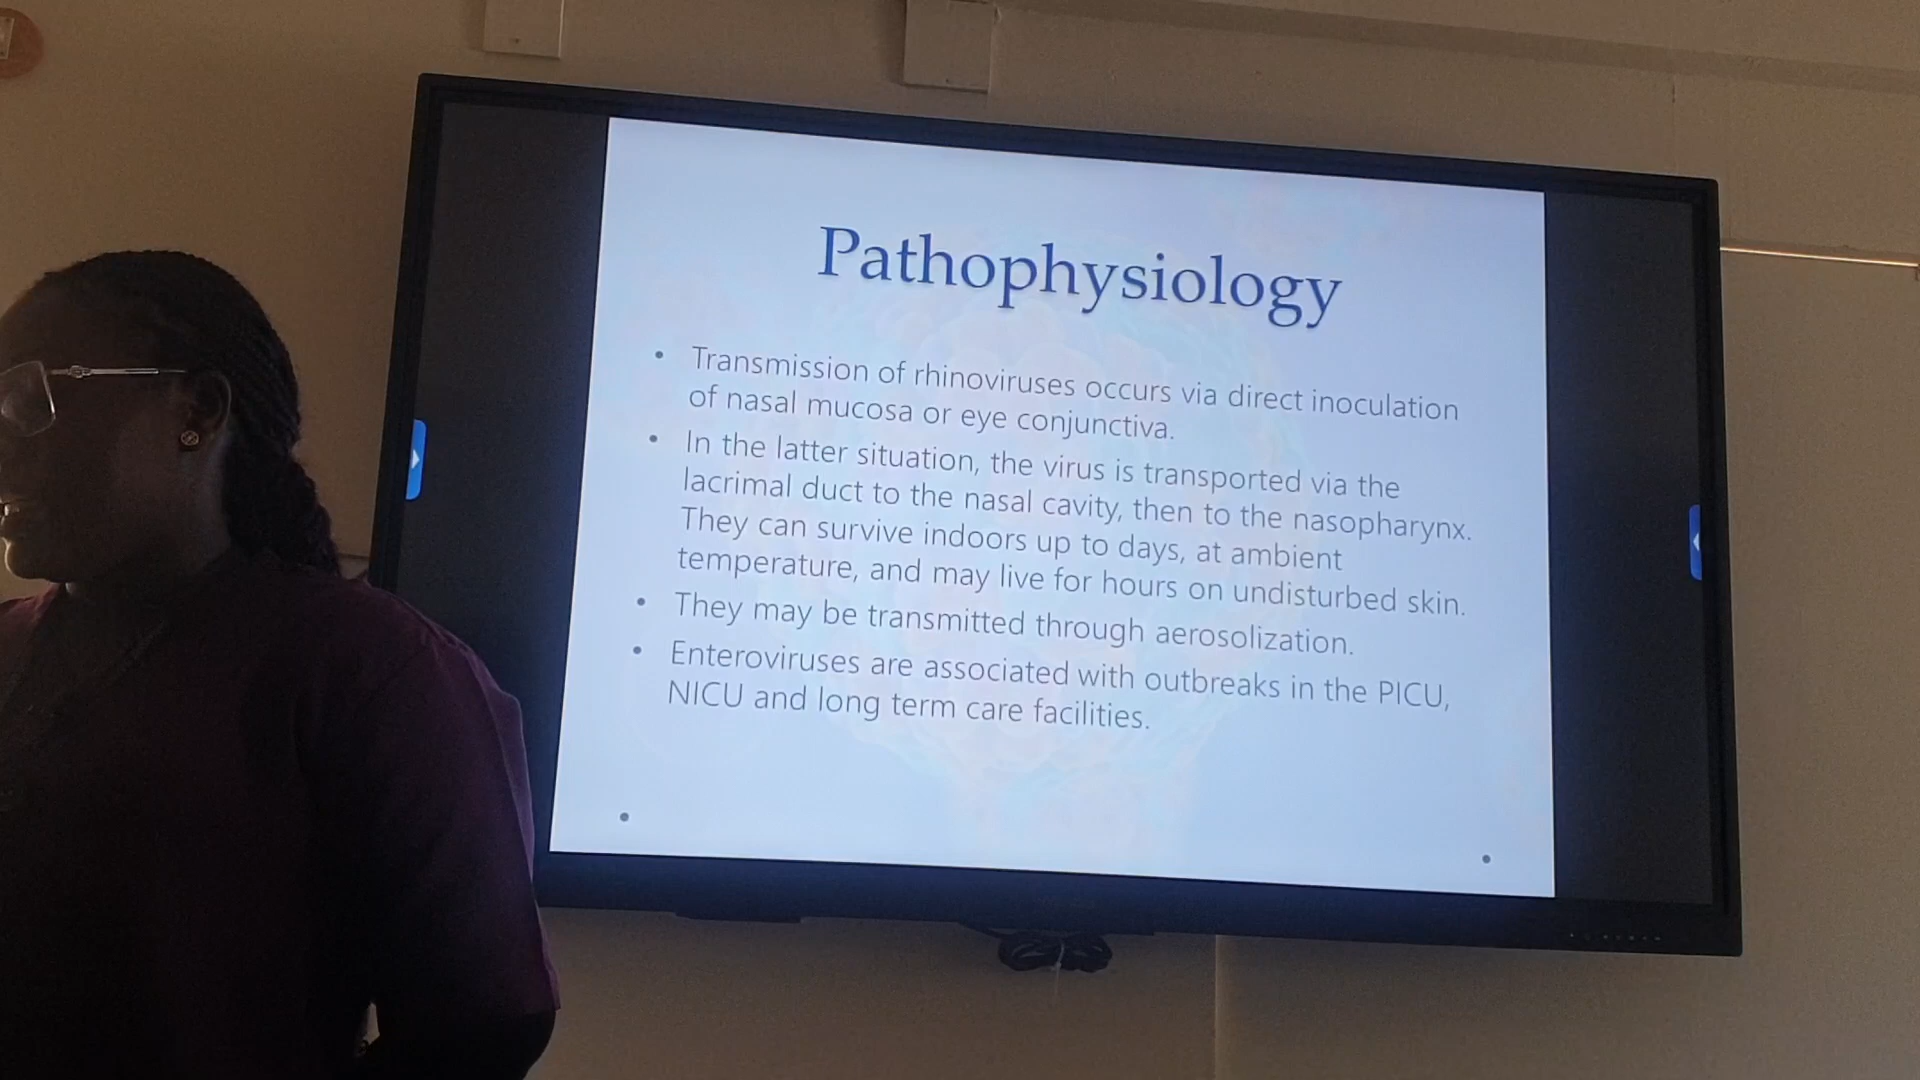 Pathophysiology
• Transmission of rhinoviruses occurs via direct inoculation
of nasal mucosa or eye conjunctiva.
• In the latter situation, the virus is transported via the
lacrimal duct to the nasal cavity, then to the nasopharynx.
They can survive indoors up to days, at ambient
temperature, and may live for hours on undisturbed skin.
• They may be transmitted through aerosolization.
• Enteroviruses are associated with outbreaks in the PICU,
NICU and long term care facilities.